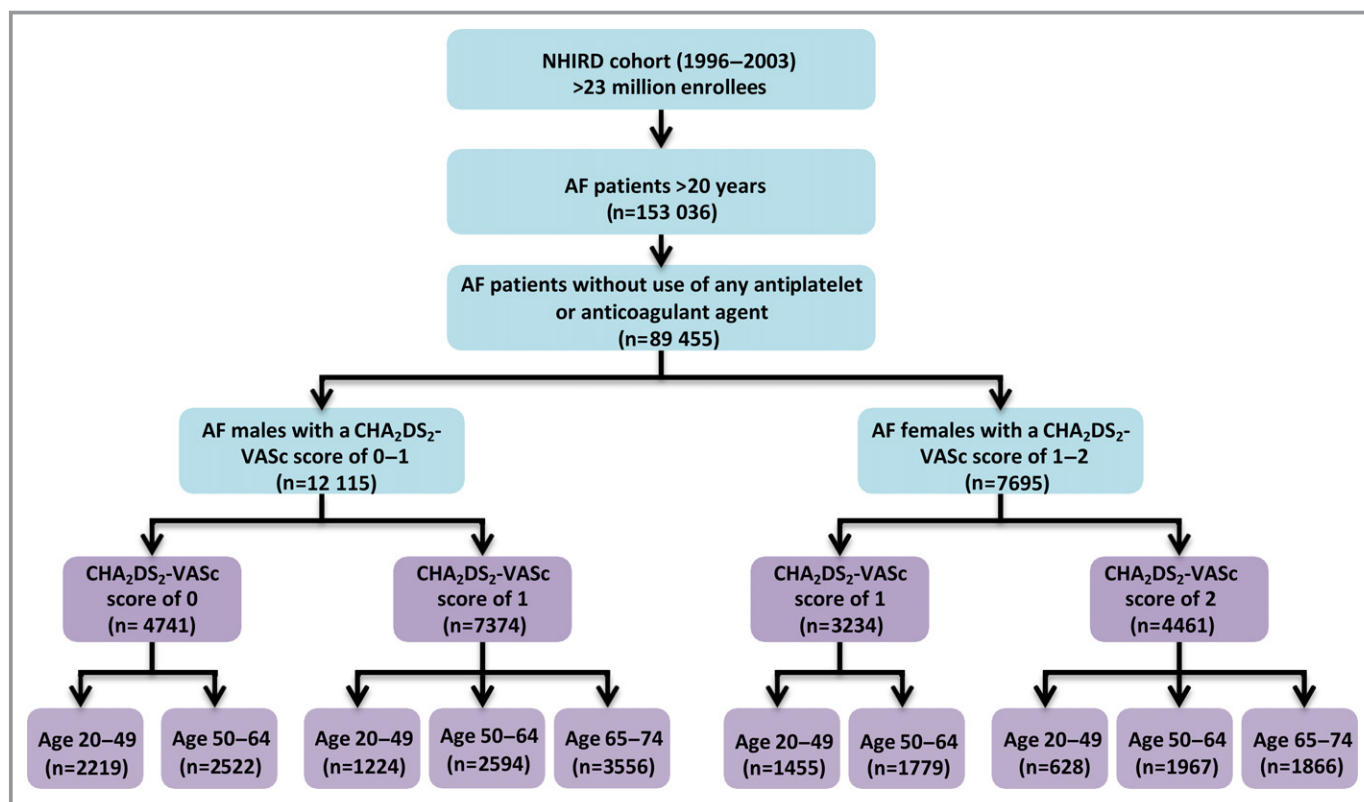 NHIRD cohort (1996–2003)
>23 million enrollees
AF patients >20 years
(n=153 036)
AF patients without use of any antiplatelet
or anticoagulant agent
(n=89 455)
AF males with a CHA₂DS₂-
VASc score of 0–1
(n=12 115)
AF females with a CHA₂DS₂-
VASc score of 1–2
(n=7695)
CHA₂DS₂-VASc
score of 0
(n= 4741)
CHA₂DS₂-VASc
score of 1
(n=7374)
CHA₂DS₂-VASc
score of 1
(n=3234)
CHA₂DS₂-VASc
score of 2
(n=4461)
Age 20–49
(n=2219)
Age 50–64
(n=2522)
Age 20–49
(n=1224)
Age 50–64
(n=2594)
Age 65–74
(n=3556)
Age 20–49
(n=1455)
Age 50–64
(n=1779)
Age 20–49
(n=628)
Age 50–64
(n=1967)
Age 65–74
(n=1866)